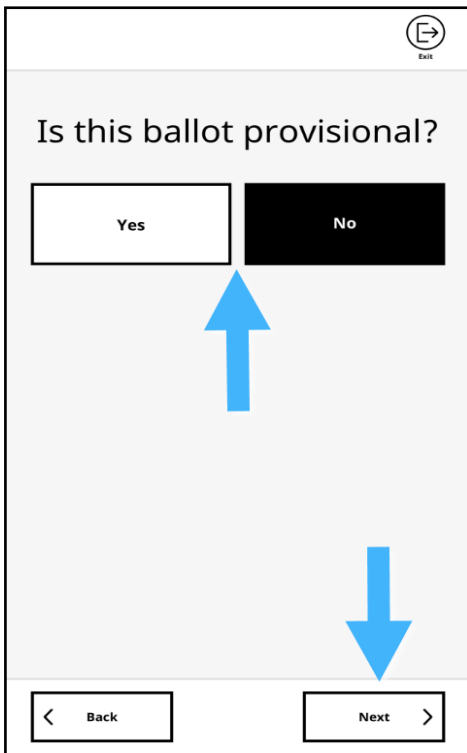 Exit
Is this ballot provisional?
Yes
No
Back
Next